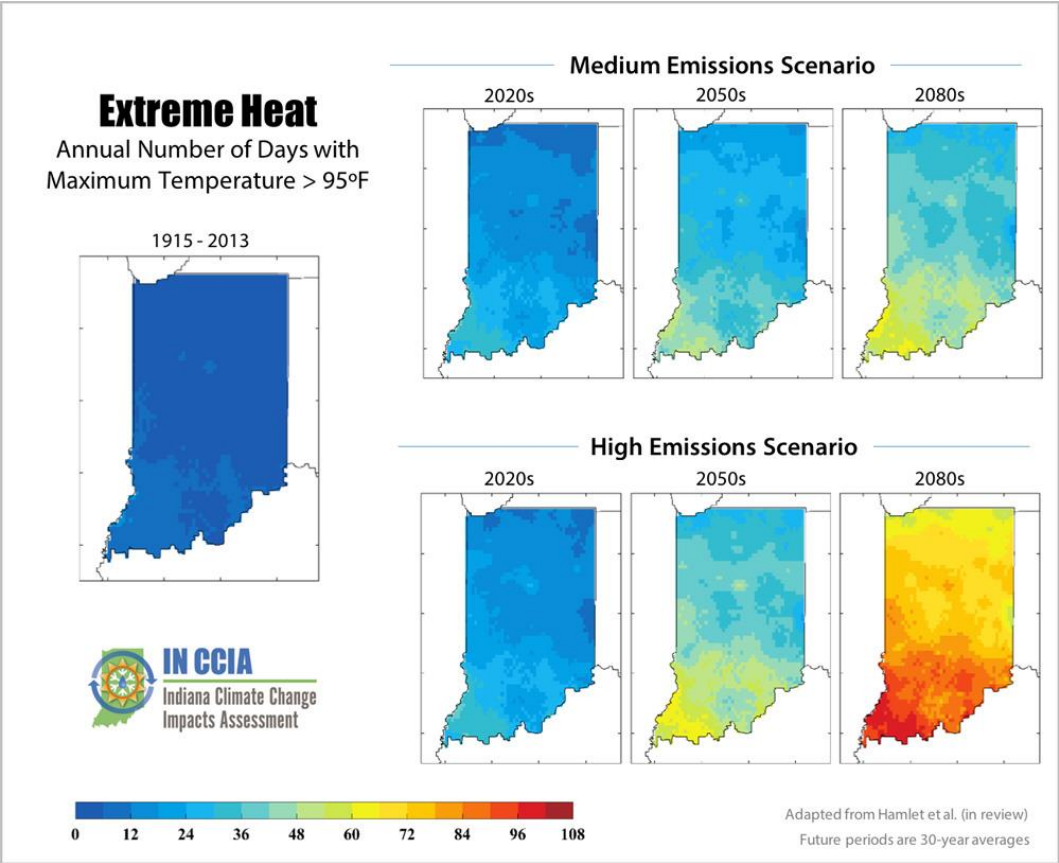 Extreme Heat
Annual Number of Days with
Maximum Temperature > 95ºF
1915 - 2013
Medium Emissions Scenario
2020s
2050s
2080s
High Emissions Scenario
2020s
2050s
2080s
IN CCIA
Indiana Climate Change
Impacts Assessment
0 12 24 36 48 60 72 84 96 108
Adapted from Hamlet et al. (in review)
Future periods are 30-year averages